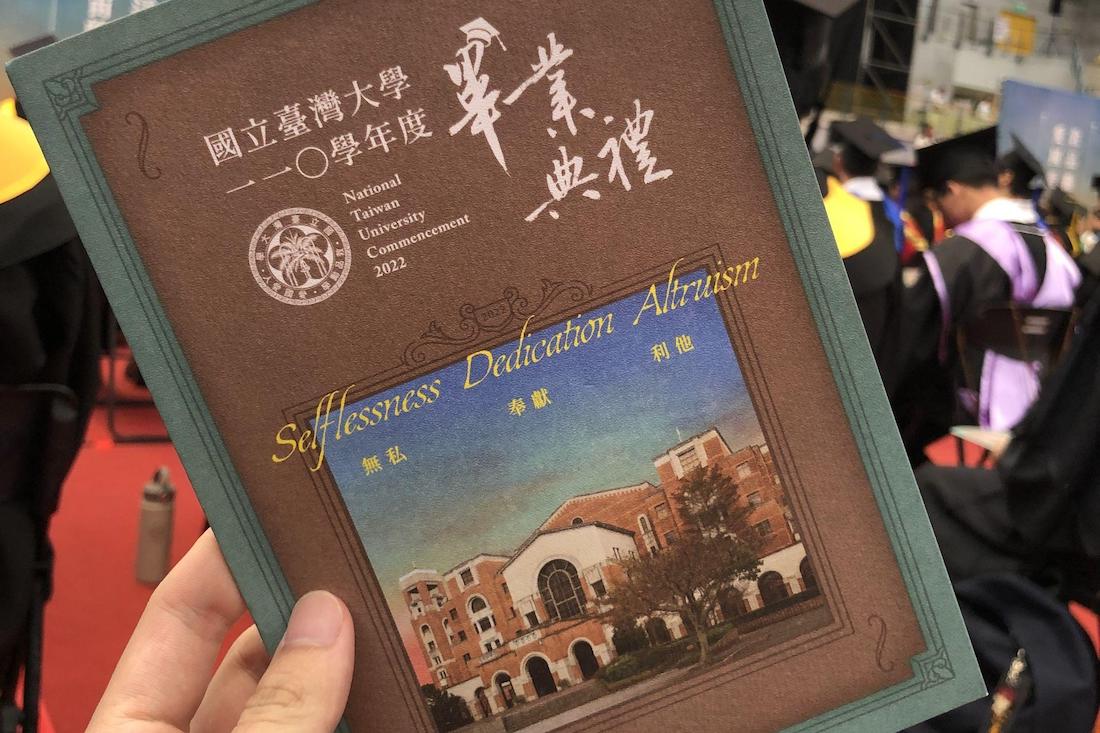 國立臺灣大學
一一〇學年度
畢業
典禮
National
Taiwan
University
Commencement
2022
2022
Selflessness Dedication Altruism
無私
奉獻
利他